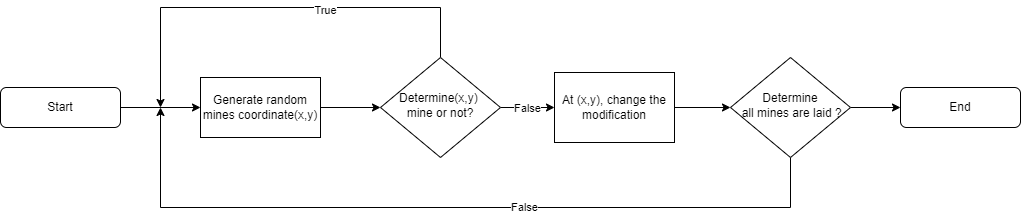 True
Start
Generate random
mines coordinate(x,y)
Determine(x,y)
mine or not?
False
At (x,y), change the
modification
Determine
all mines are laid ?
End
False